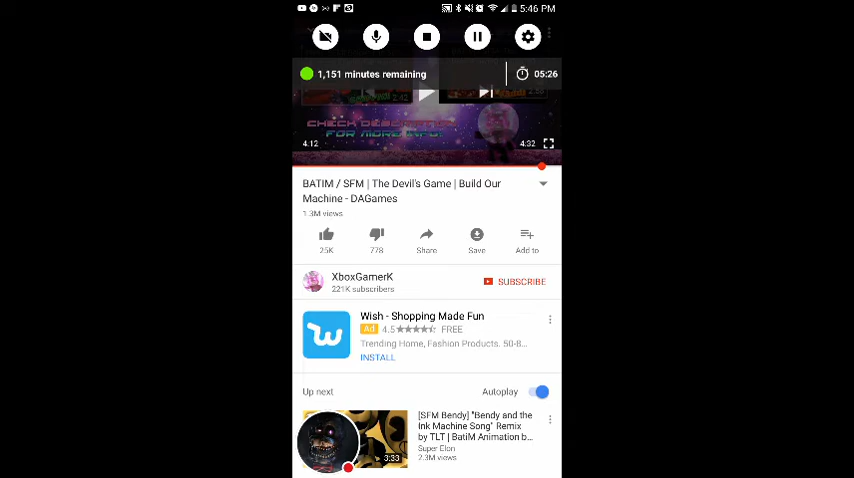 5:46 PM
1,151 minutes remaining
05:26
2:42
CHECK DESCRIPTION
FOR MORE INFO!
4:12
4:32
BATIM / SFM | The Devil's Game | Build Our
Machine - DAGames
1.3M views
25K
778
Share
Save
Add to
XboxGamerK
221K subscribers
SUBSCRIBE
Wish - Shopping Made Fun
Ad 4.5 FREE
Trending Home, Fashion Products. 50-8...
INSTALL
Up next
Autoplay
[SFM Bendy] "Bendy and the
Ink Machine Song" Remix
by TLT | BatiM Animation b...
Super Elon
2.3M views
3:33